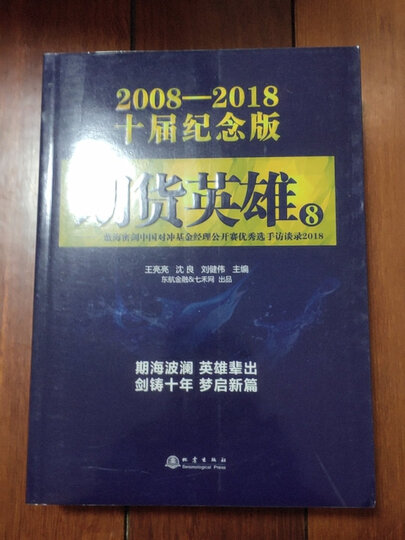 2008—2018
十届纪念版
期货英雄8
蓝海密剑中国对冲基金经理公开赛优秀选手访谈录2018
王亮亮 沈良 刘健伟 主编
东航金融&七禾网 出品
期海波澜 英雄辈出
剑铸十年 梦启新篇
地震出版社
Seismological Press